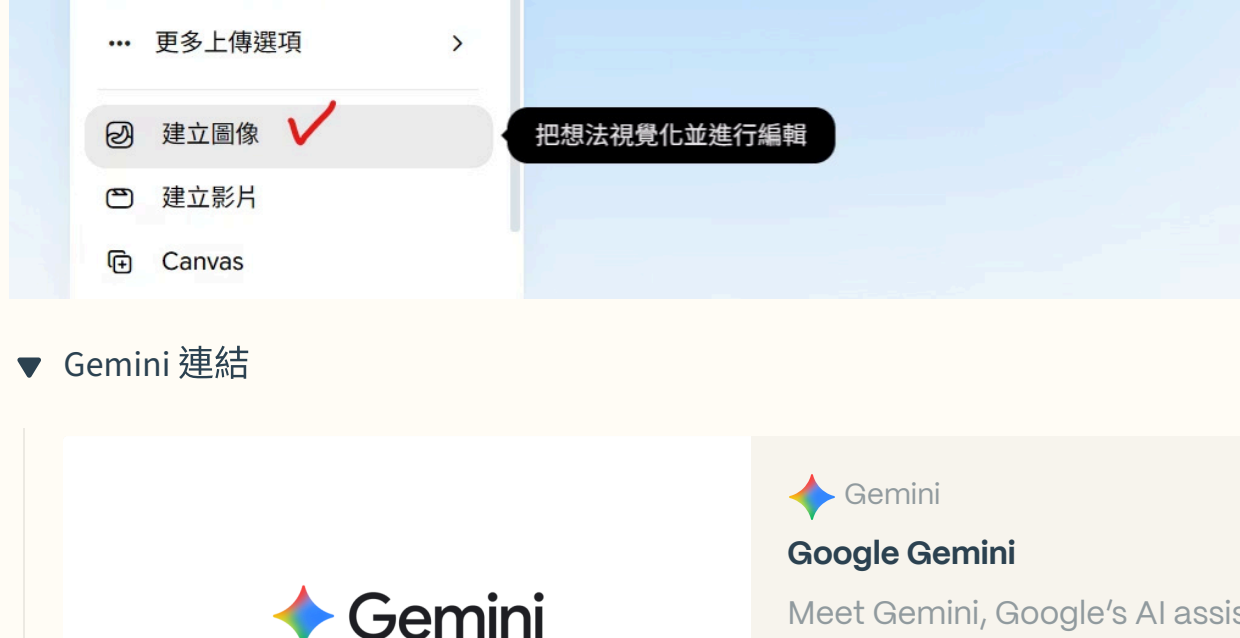 更多上傳選項
建立圖像
把想法視覺化並進行編輯
建立影片
Canvas
Gemini 連結
Gemini
Google Gemini
Meet Gemini, Google’s AI assis
Gemini